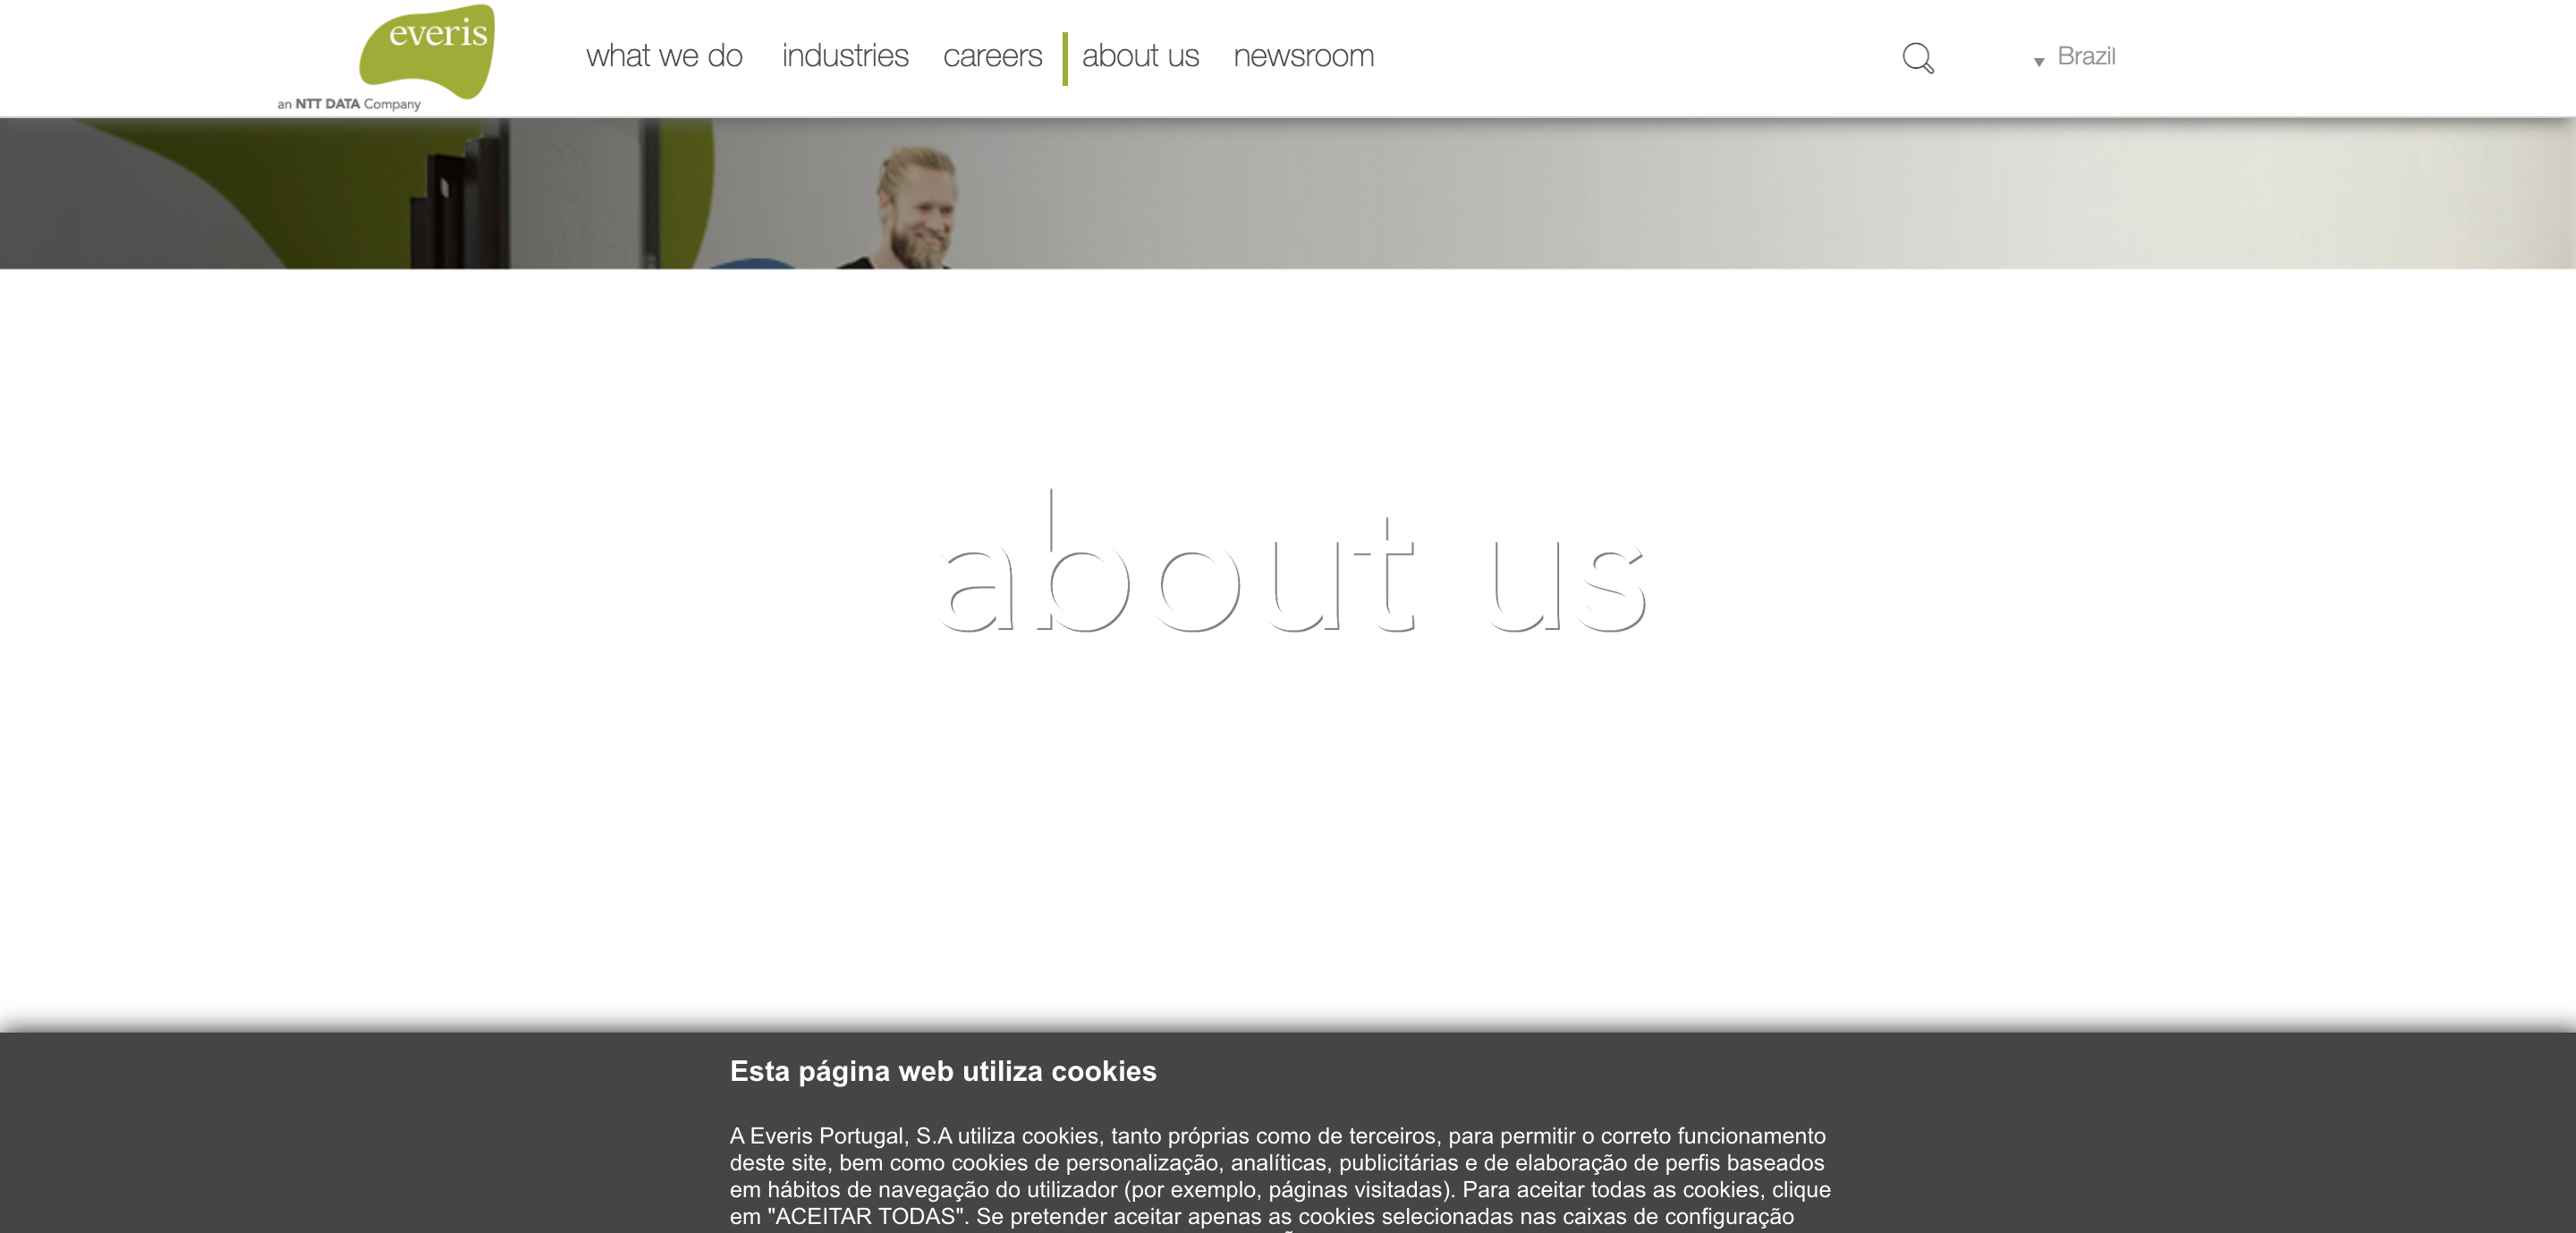 everis
an NTT DATA Company
what we do industries careers about us newsroom
Brazil
about us
Esta página web utiliza cookies
A Everis Portugal, S.A utiliza cookies, tanto próprias como de terceiros, para permitir o correto funcionamento
deste site, bem como cookies de personalização, analíticas, publicitárias e de elaboração de perfis baseados
em hábitos de navegação do utilizador (por exemplo, páginas visitadas). Para aceitar todas as cookies, clique
em "ACEITAR TODAS". Se pretender aceitar apenas as cookies selecionadas nas caixas de configuração